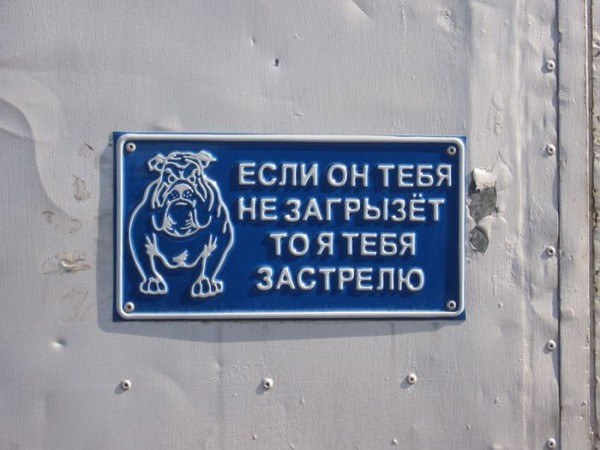 ЕСЛИ ОН ТЕБЯ
НЕ ЗАГРЫЗЁТ
ТО Я ТЕБЯ
ЗАСТРЕЛЮ